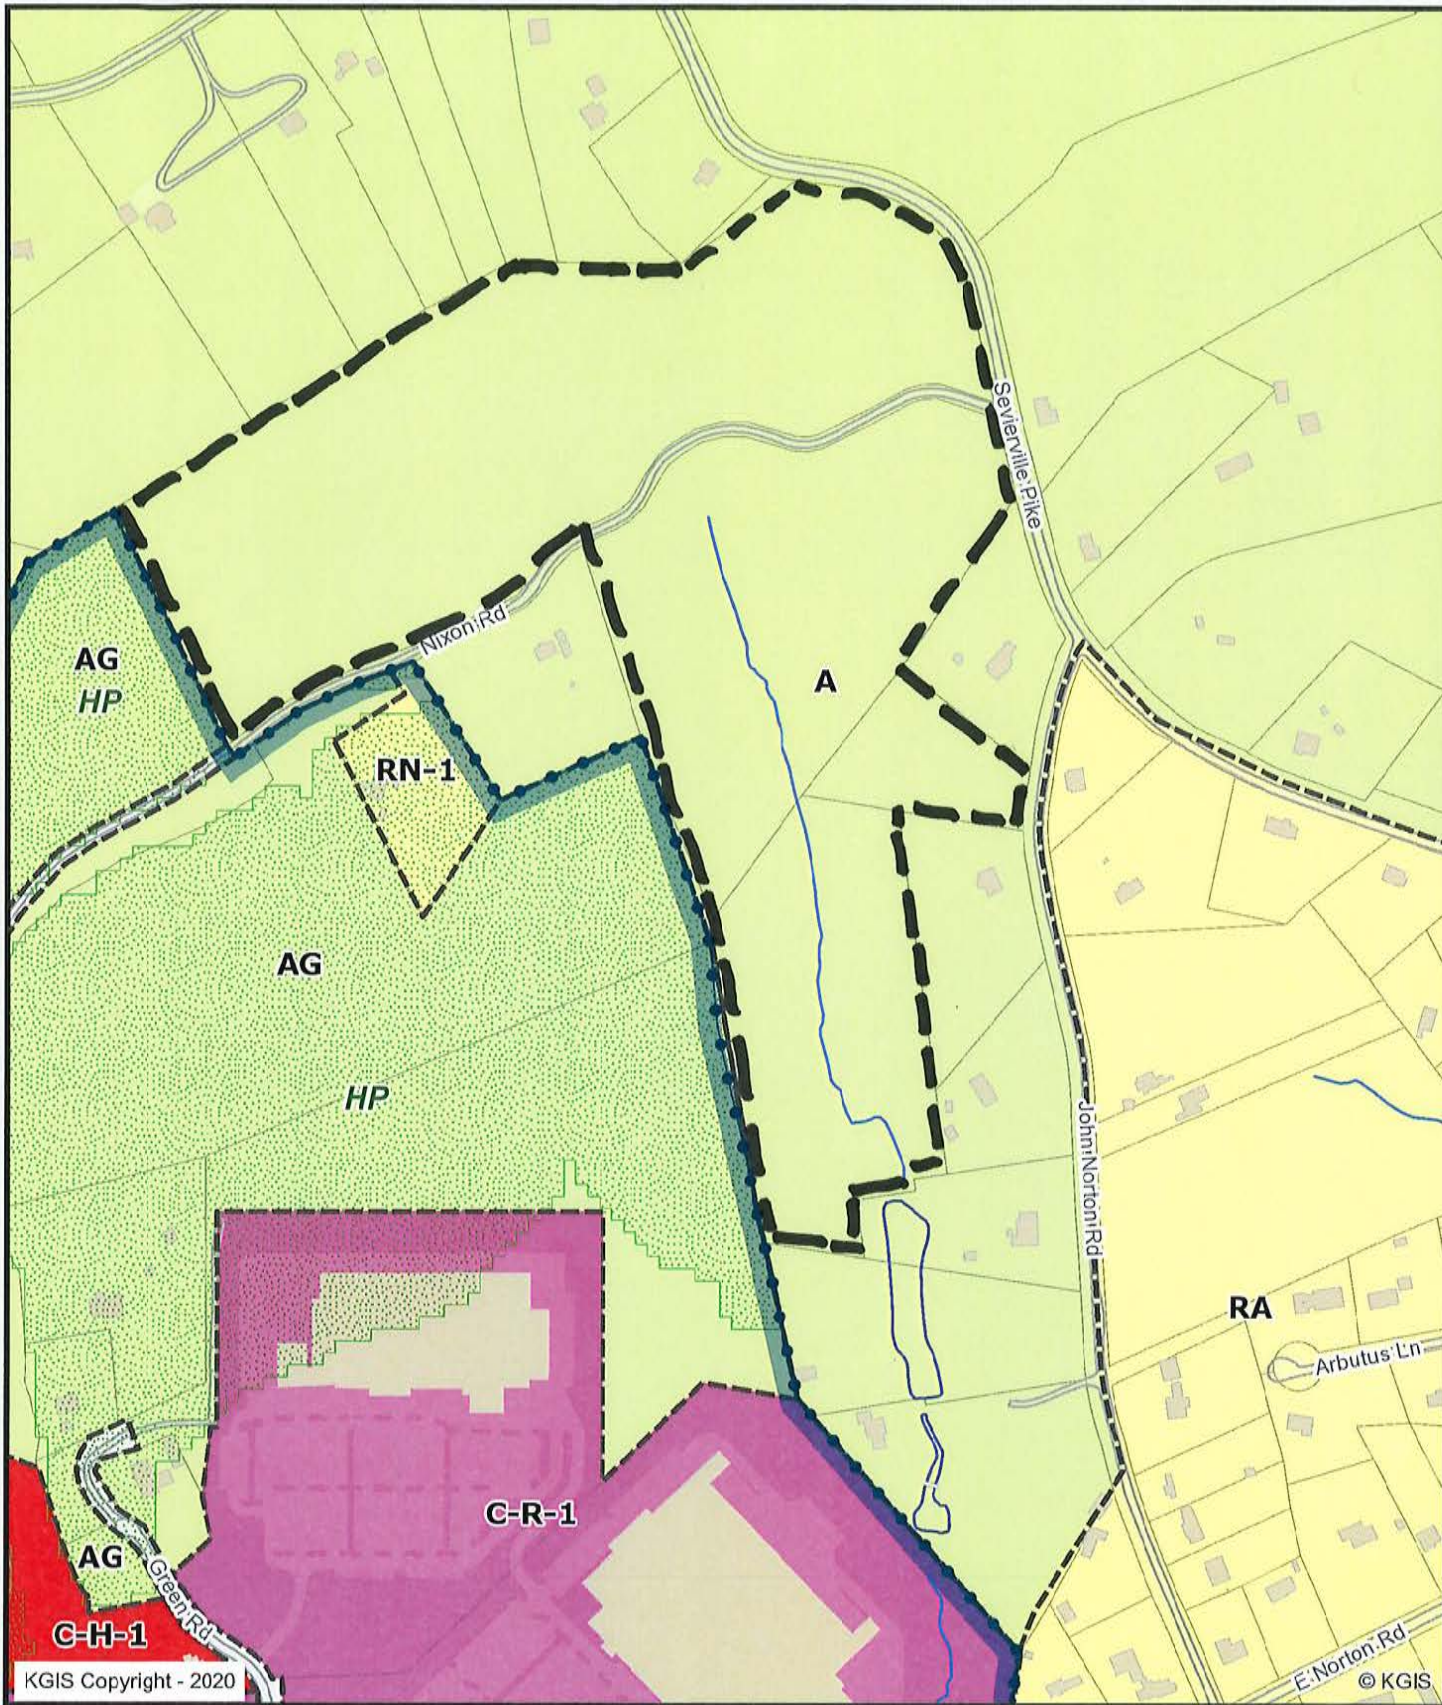 Sevierville Pike
Nixon Rd
AG
HP
A
RN-1
AG
HP
John Norton Rd
RA
Arbutus Ln
C-R-1
AG
Green Rd
C-H-1
E Norton Rd
KGIS Copyright - 2020
© KGIS